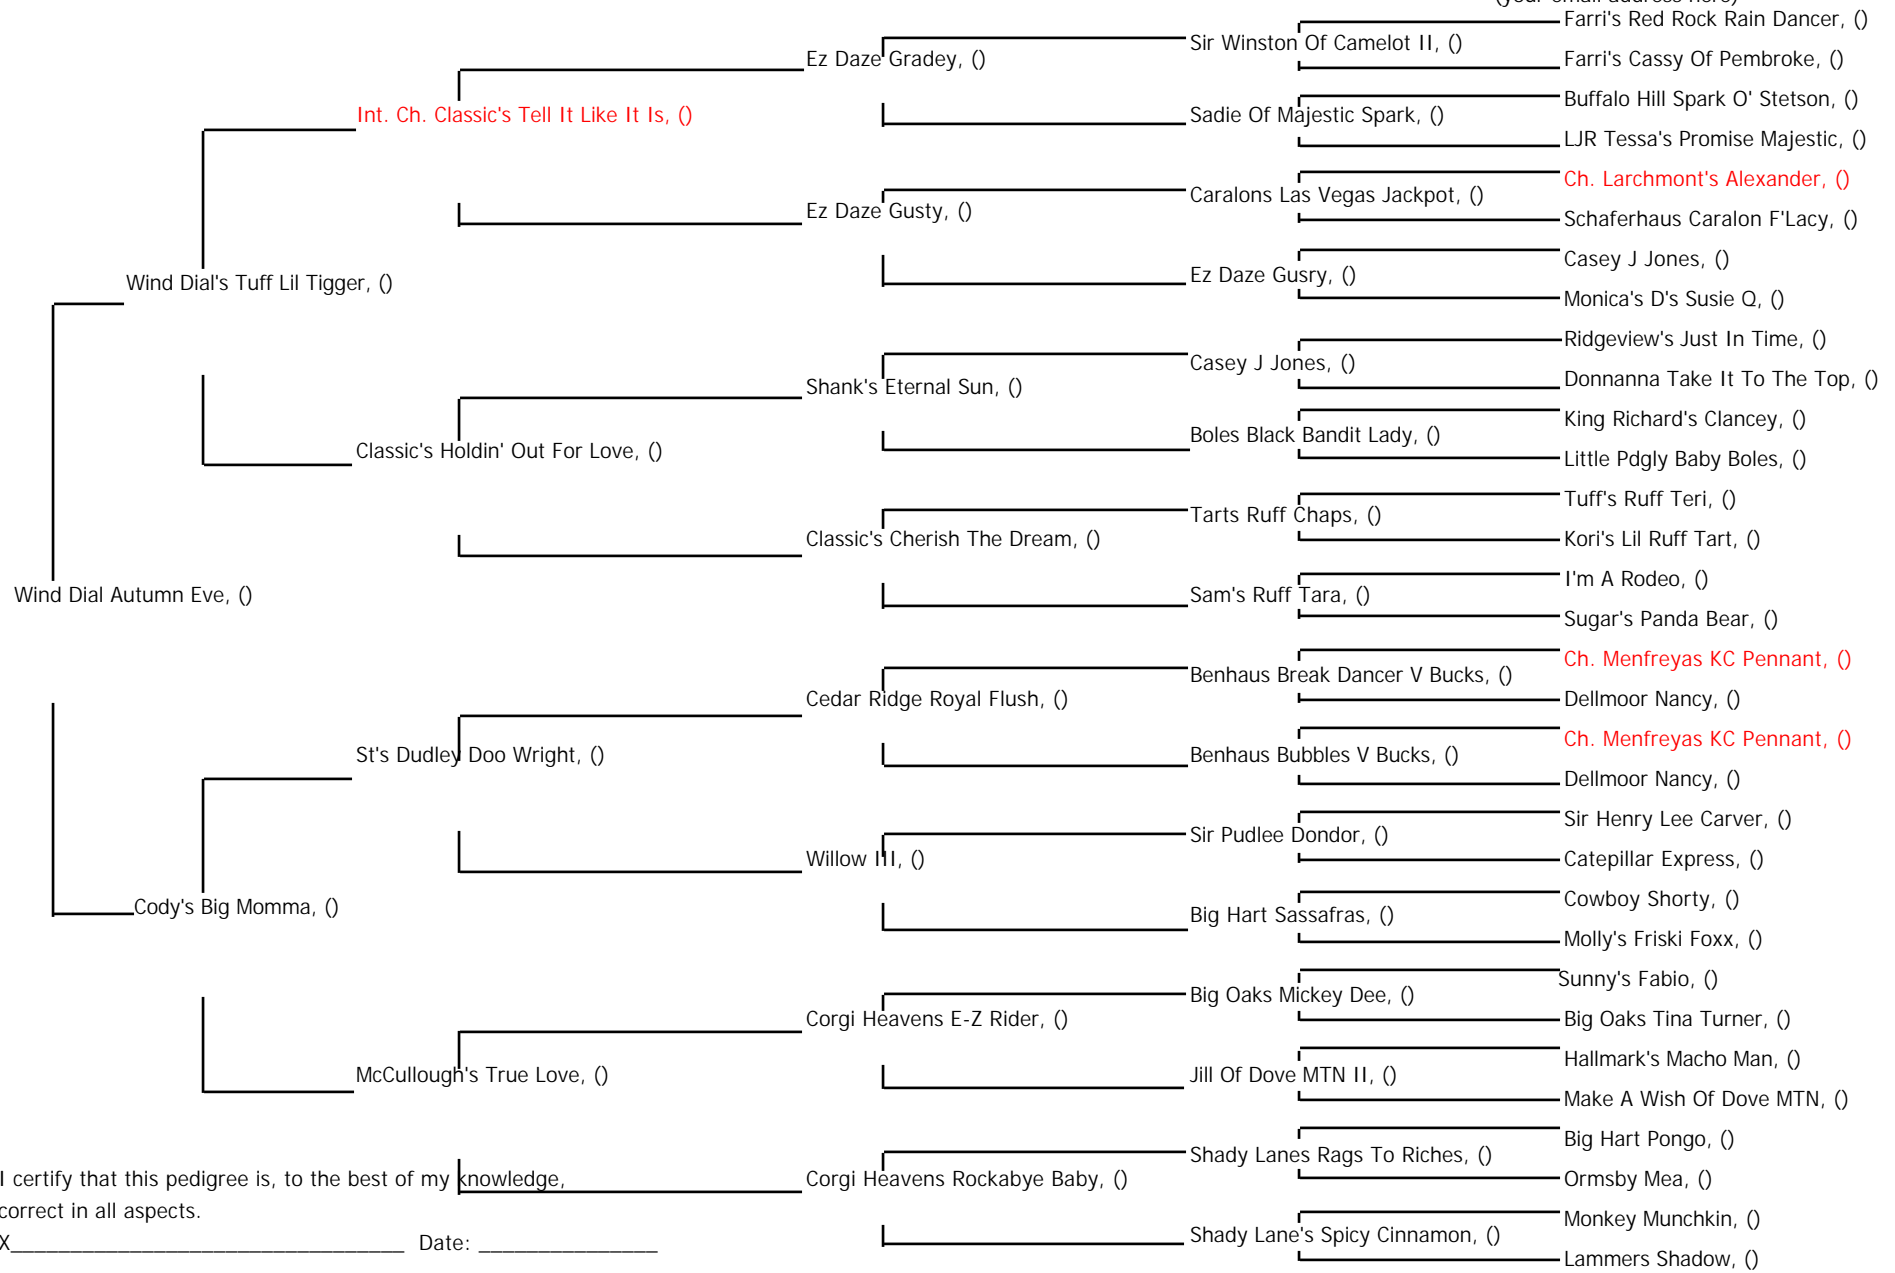 (your email address here)
Farri's Red Rock Rain Dancer, ()
Sir Winston Of Camelot II, ()
Ez Daze Gradey, ()
Farri's Cassy Of Pembroke, ()
Buffalo Hill Spark O' Stetson, ()
Int. Ch. Classic's Tell It Like It Is, ()
Sadie Of Majestic Spark, ()
LJR Tessa's Promise Majestic, ()
Ch. Larchmont's Alexander, ()
Caralons Las Vegas Jackpot, ()
Ez Daze Gusty, ()
Schaferhaus Caralon F'Lacy, ()
Casey J Jones, ()
Wind Dial's Tuff Lil Tigger, ()
Ez Daze Gusry, ()
Monica's D's Susie Q, ()
Ridgeview's Just In Time, ()
Casey J Jones, ()
Shank's Eternal Sun, ()
Donnanna Take It To The Top, ()
King Richard's Clancey, ()
Boles Black Bandit Lady, ()
Classic's Holdin' Out For Love, ()
Little Pdgly Baby Boles, ()
Tuff's Ruff Teri, ()
Tarts Ruff Chaps, ()
Classic's Cherish The Dream, ()
Kori's Lil Ruff Tart, ()
I'm A Rodeo, ()
Wind Dial Autumn Eve, ()
Sam's Ruff Tara, ()
Sugar's Panda Bear, ()
Ch. Menfreyas KC Pennant, ()
Benhaus Break Dancer V Bucks, ()
Cedar Ridge Royal Flush, ()
Dellmoor Nancy, ()
Ch. Menfreyas KC Pennant, ()
St's Dudley Doo Wright, ()
Benhaus Bubbles V Bucks, ()
Dellmoor Nancy, ()
Sir Henry Lee Carver, ()
Sir Pudlee Dondor, ()
Willow III, ()
Catepillar Express, ()
Cowboy Shorty, ()
Cody's Big Momma, ()
Big Hart Sassafras, ()
Molly's Friski Foxx, ()
Sunny's Fabio, ()
Big Oaks Mickey Dee, ()
Corgi Heavens E-Z Rider, ()
Big Oaks Tina Turner, ()
Hallmark's Macho Man, ()
McCullough's True Love, ()
Jill Of Dove MTN II, ()
Make A Wish Of Dove MTN, ()
Big Hart Pongo, ()
Shady Lanes Rags To Riches, ()
I certify that this pedigree is, to the best of my knowledge,
Corgi Heavens Rockabye Baby, ()
Ormsby Mea, ()
correct in all aspects.
Monkey Munchkin, ()
Shady Lane's Spicy Cinnamon, ()
X_________________________________ Date: _______________
Lammers Shadow, ()